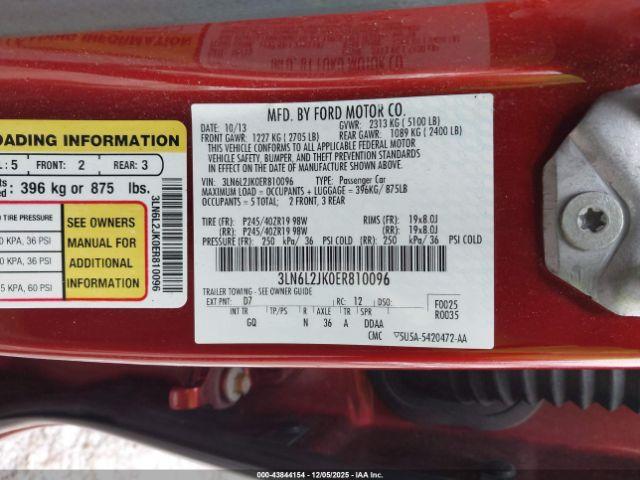 LOADING INFORMATION
: 5 FRONT: 2 REAR: 3
396 kg or 875 lbs.
TIRE PRESSURE
KPA, 36 PSI
KPA, 36 PSI
KPA, 60 PSI
SEE OWNERS
MANUAL FOR
ADDITIONAL
INFORMATION
3LN6L2JK0ER810096
MFD. BY FORD MOTOR CO.
DATE: 10/13 GVWR: 2313 KG ( 5100 LB)
FRONT GAWR: 1227 KG ( 2705 LB) REAR GAWR: 1089 KG ( 2400 LB)
THIS VEHICLE CONFORMS TO ALL APPLICABLE FEDERAL MOTOR
VEHICLE SAFETY, BUMPER, AND THEFT PREVENTION STANDARDS
IN EFFECT ON THE DATE OF MANUFACTURE SHOWN ABOVE.
VIN: 3LN6L2JK0ER810096 TYPE: Passenger Car
MAXIMUM LOAD = OCCUPANTS + LUGGAGE = 396KG/ 875LB
OCCUPANTS = 5 TOTAL; 2 FRONT, 3 REAR
TIRE (FR): P245/40ZR19 98W RIMS (FR): 19x8.0J
(RR): P245/40ZR19 98W (RR): 19x8.0J
PRESSURE (FR): 250 kPa/ 36 PSI COLD (RR): 250 kPa/ 36 PSI COLD
3LN6L2JK0ER810096
TRAILER TOWING - SEE OWNER GUIDE
EXT PNT: D7 RC: 12 DSO: F0025
R0035
INT TR TP/PS R AXLE TR SPR
GQ N 36 A DDAA
CMC 5U5A-5420472-AA
00-43844154 - 12/05/2025 - IAA, Inc.